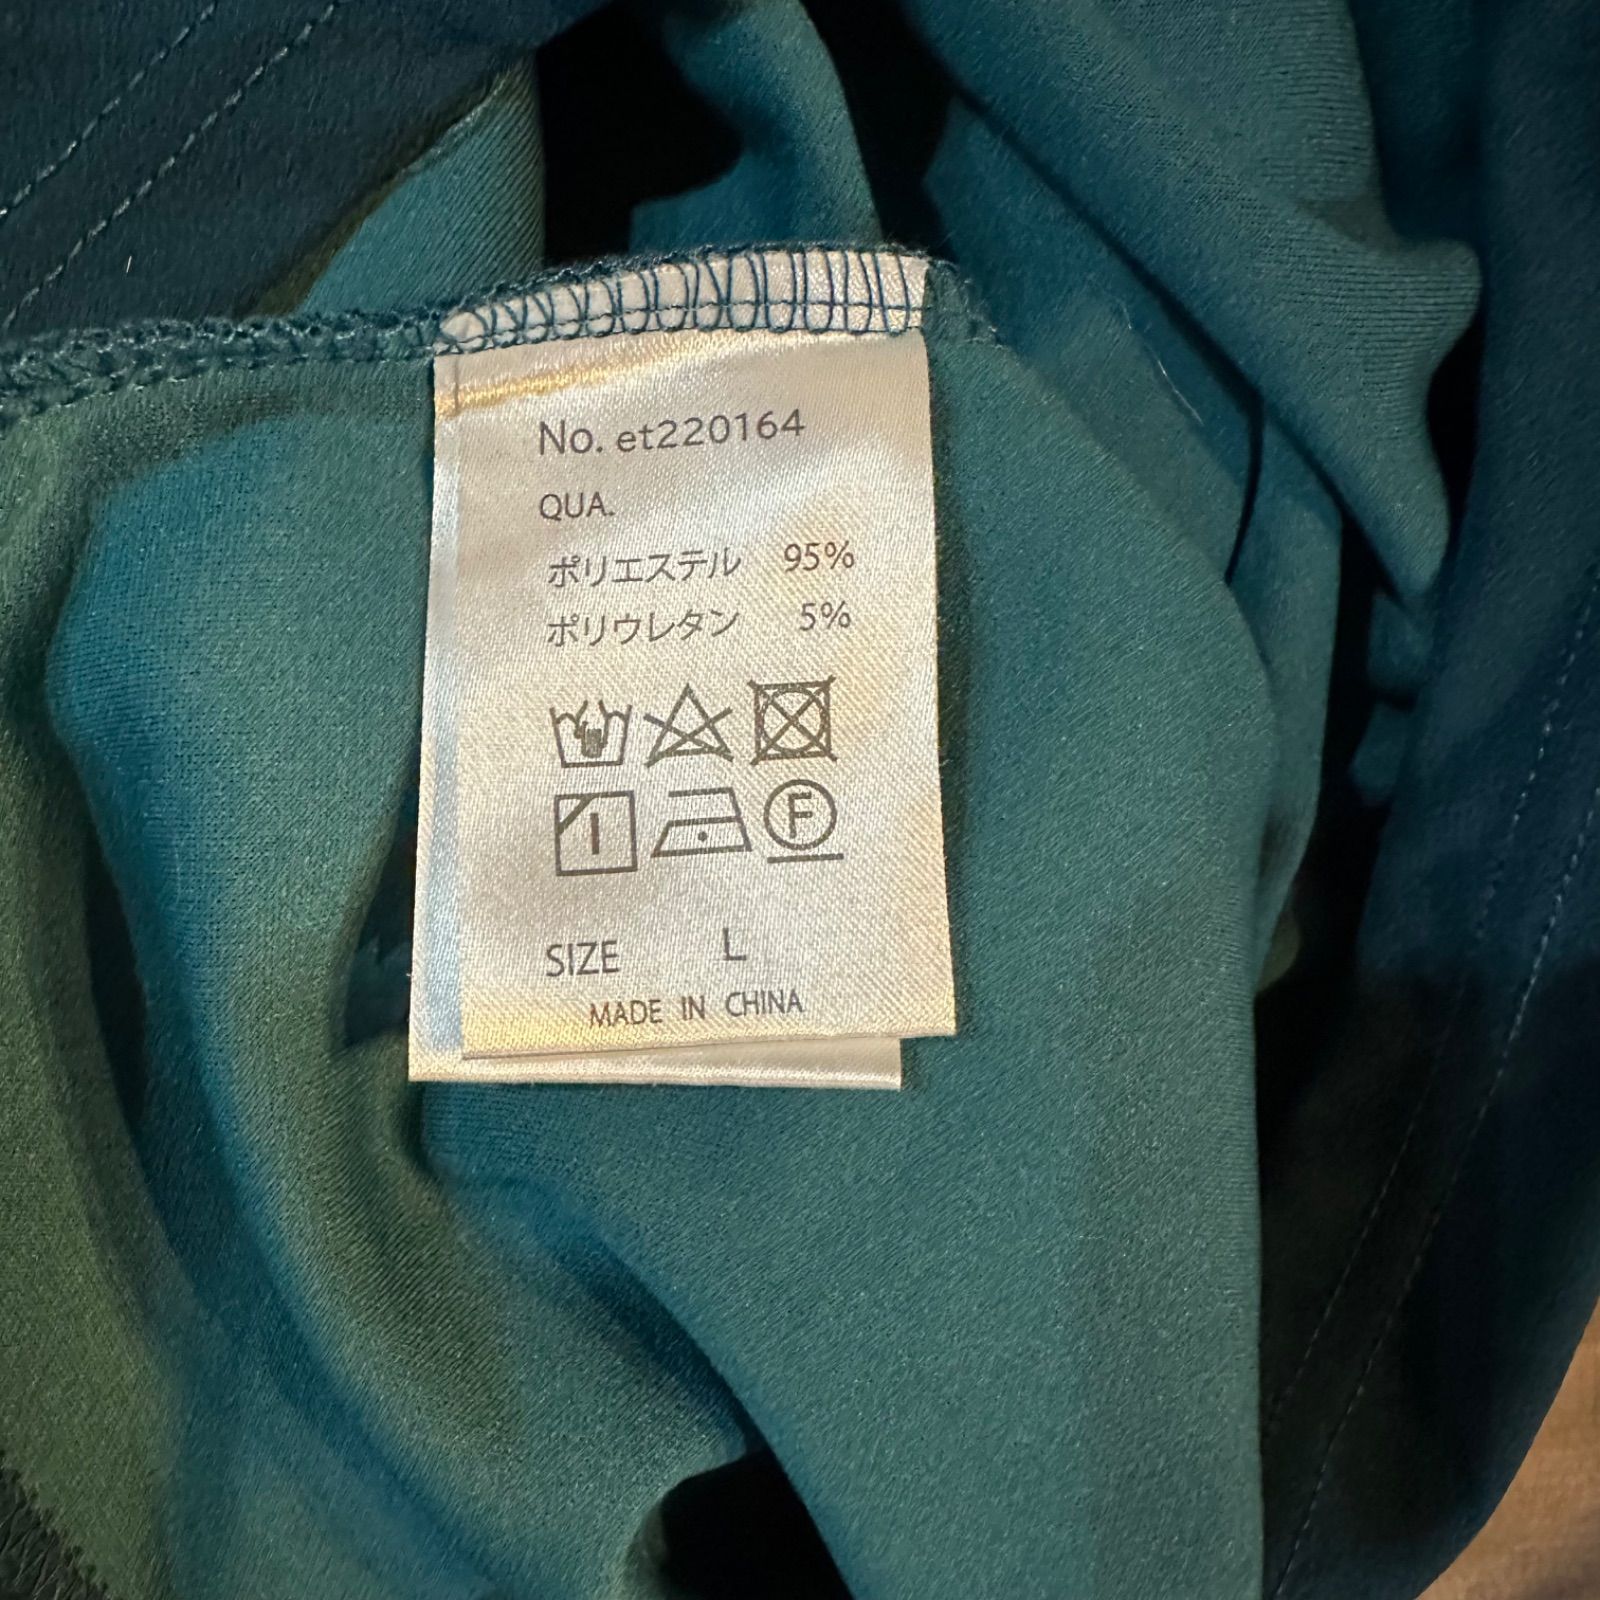 No. et220164
QUA.
ポリエステル 95%
ポリウレタン 5%
F
SIZE L
MADE IN CHINA